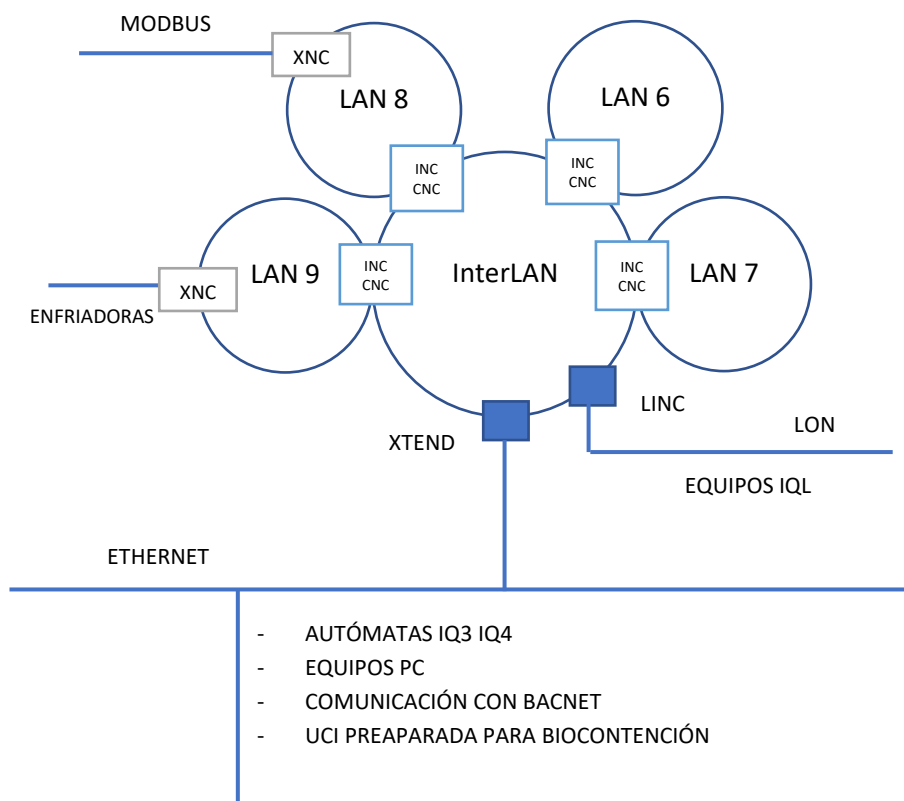 MODBUS
XNC
LAN 8
LAN 6
INC
CNC
INC
CNC
XNC
ENFRIADORAS
LAN 9
INC
CNC
InterLAN
INC
CNC
LAN 7
XTEND
LINC
LON
EQUIPOS IQL
ETHERNET
- AUTÓMATAS IQ3 IQ4
- EQUIPOS PC
- COMUNICACIÓN CON BACNET
- UCI PREAPARADA PARA BIOCONTENCIÓN